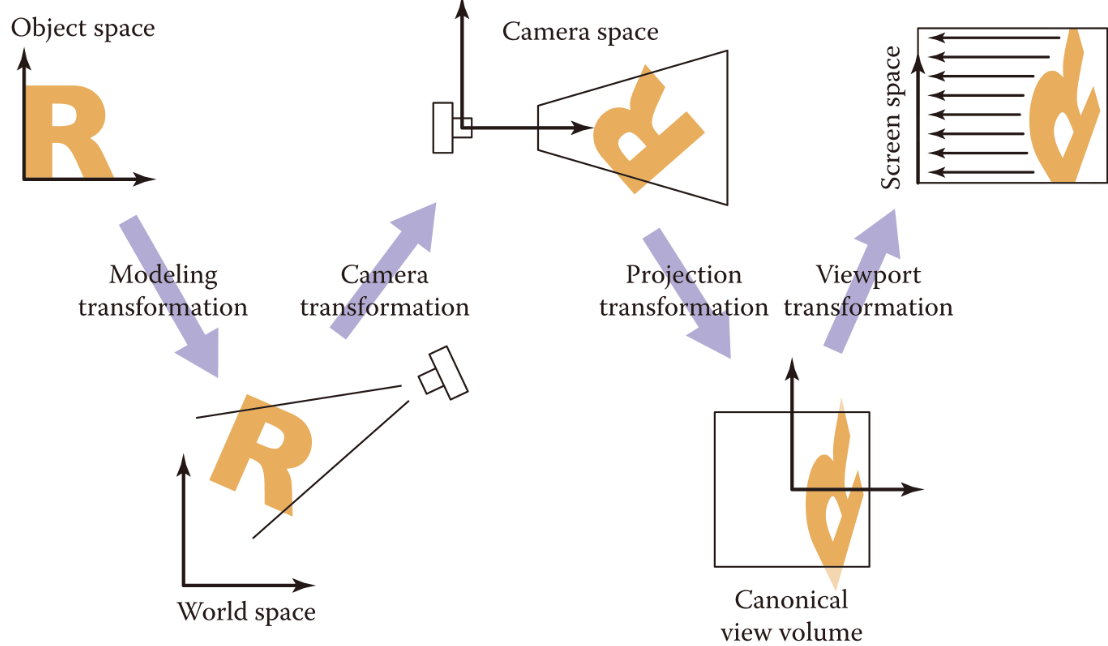 Object space
Camera space
Screen space
Modeling
transformation
Camera
transformation
Projection
transformation
Viewport
transformation
World space
Canonical
view volume
R
R
R
R
R